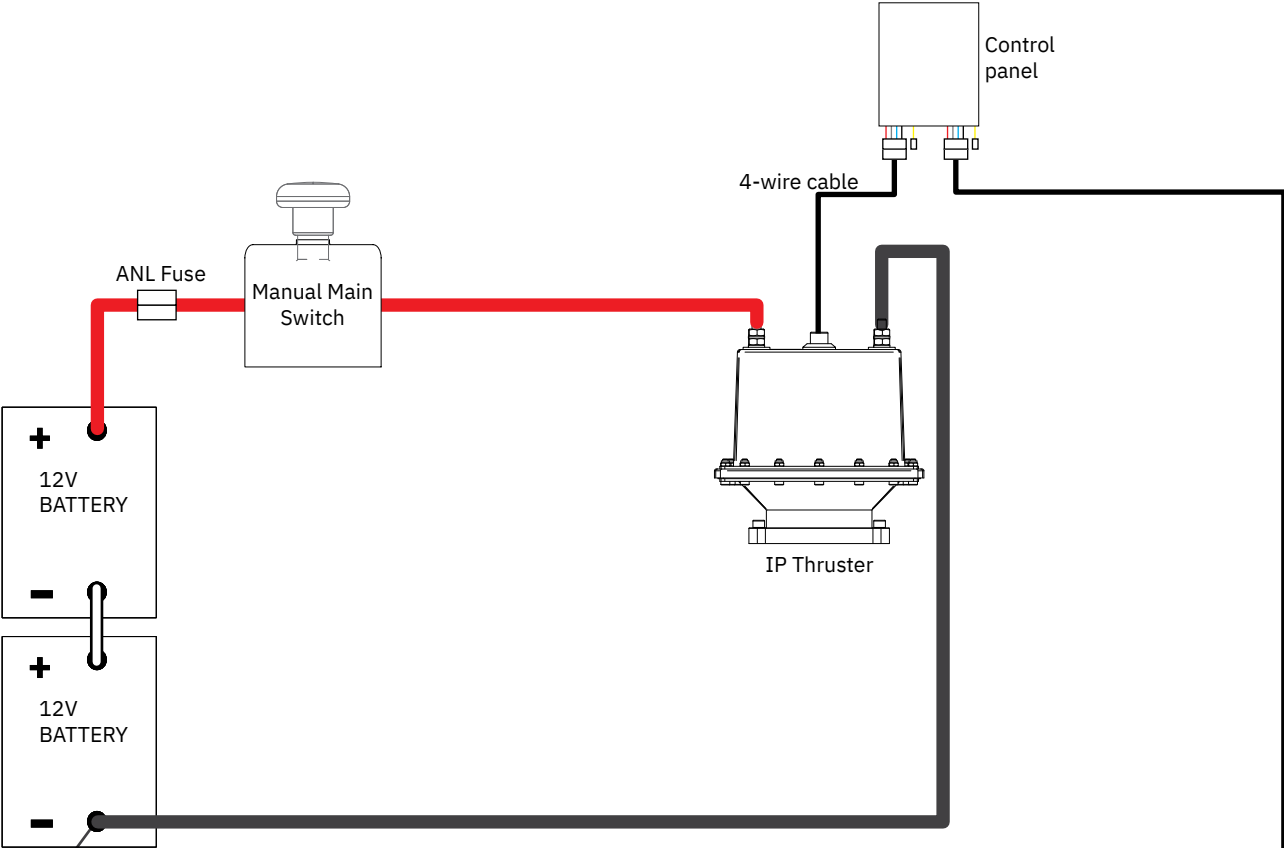 Control
panel
4-wire cable
ANL Fuse
Manual Main
Switch
+
12V
BATTERY
-
IP Thruster
+
12V
BATTERY
-